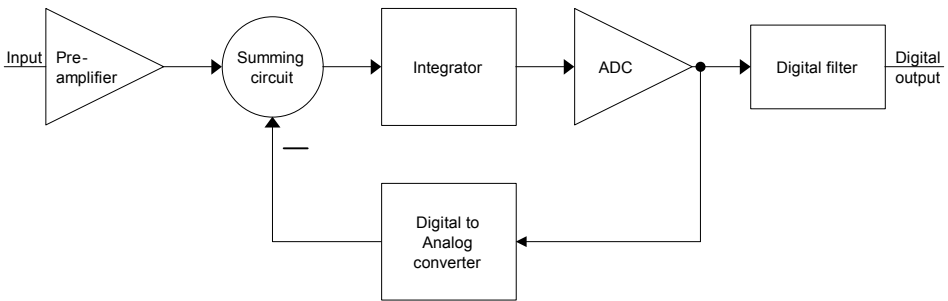 Input
Pre-
amplifier
Summing
circuit
Integrator
ADC
Digital filter
Digital
output
Digital to
Analog
converter